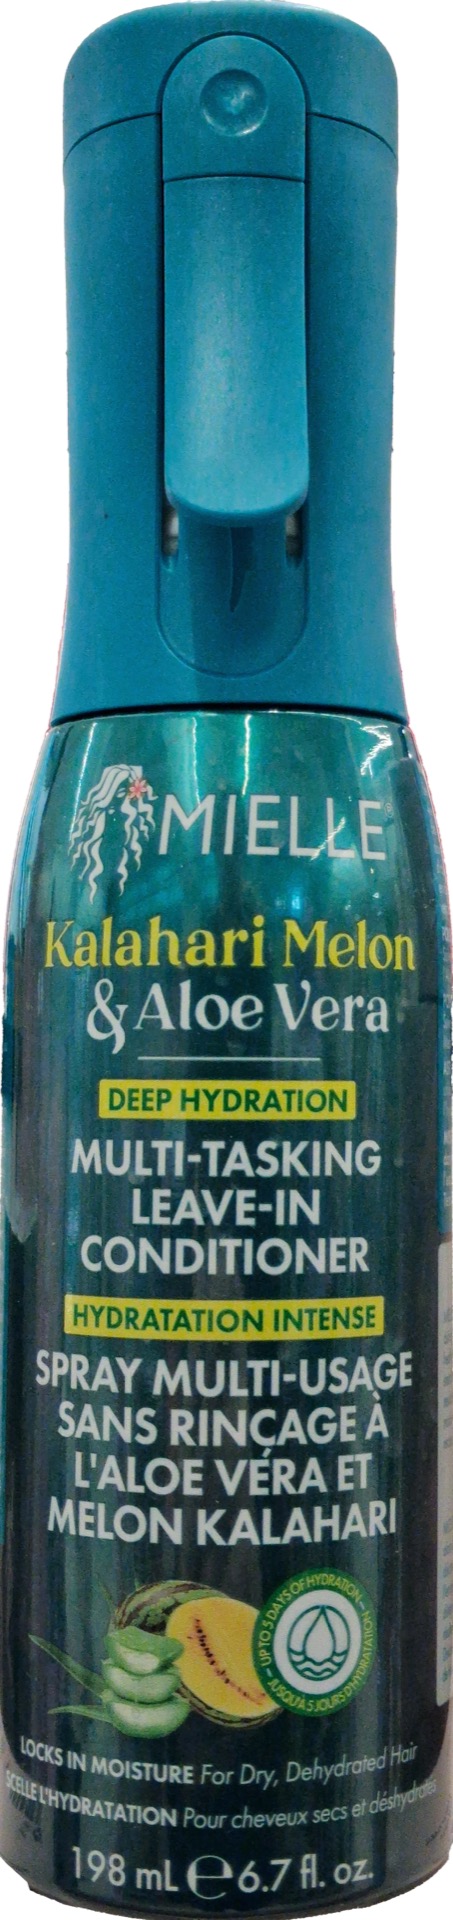 MIELLE®
Kalahari Melon
& Aloe Vera
DEEP HYDRATION
MULTI-TASKING
LEAVE-IN
CONDITIONER
HYDRATATION INTENSE
SPRAY MULTI-USAGE
SANS RINÇAGE À
L'ALOE VÉRA ET
MELON KALAHARI
UP TO 5 DAYS OF HYDRATION
JUSQU'À 5 JOURS D'HYDRATATION
LOCKS IN MOISTURE For Dry, Dehydrated Hair
SCELLE L'HYDRATATION Pour cheveux secs et déshydratés
198 mL ℮ 6.7 fl. oz.